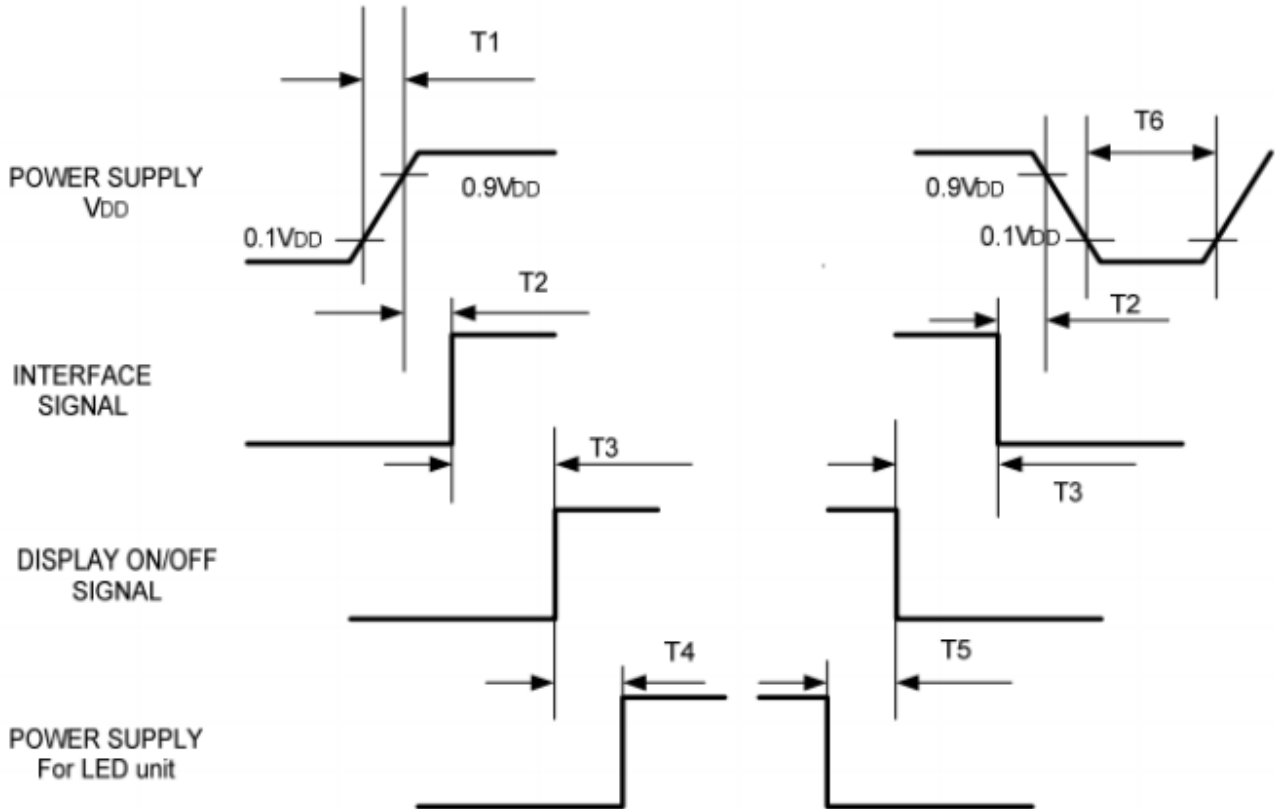 T1
T6
POWER SUPPLY
VDD
0.9VDD
0.9VDD
0.1VDD
0.1VDD
T2
T2
INTERFACE
SIGNAL
T3
T3
DISPLAY ON/OFF
SIGNAL
T4
T5
POWER SUPPLY
For LED unit